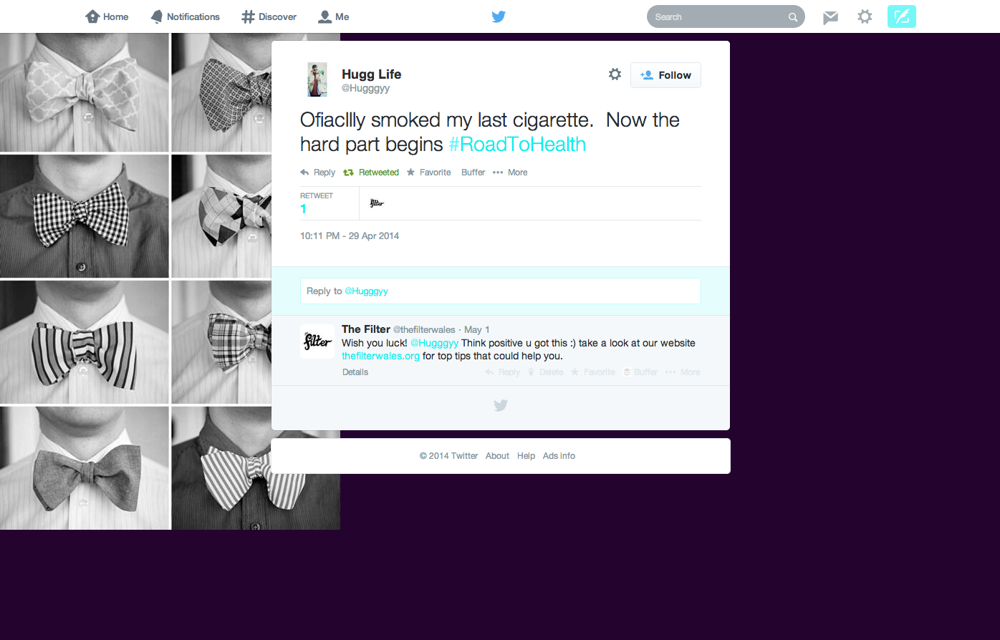 Home Notifications Discover Me Search
Hugg Life
@Hugggyy
Follow
Ofiaclly smoked my last cigarette. Now the
hard part begins #RoadToHealth
Reply Retweeted Favorite Buffer More
RETWEET
1
filter
10:11 PM - 29 Apr 2014
Reply to @Hugggyy
The Filter @thefilterwales · May 1
filter
Wish you luck! @Hugggyy Think positive u got this :) take a look at our website
thefilterwales.org for top tips that could help you.
Details Reply Delete Favorite Buffer More
© 2014 Twitter About Help Ads info